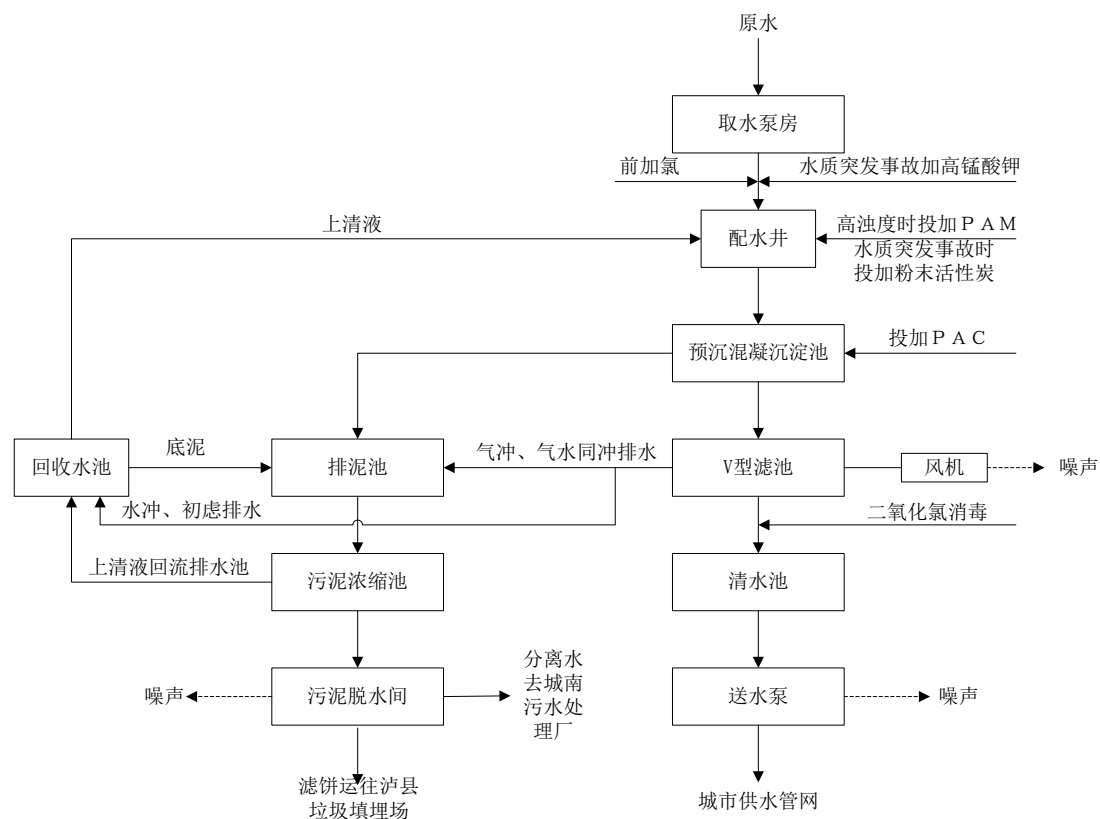 原水
取水泵房
前加氯
水质突发事故加高锰酸钾
上清液
配水井
高浊度时投加ＰＡＭ
水质突发事故时
投加粉末活性炭
预沉混凝沉淀池
投加ＰＡＣ
回收水池
底泥
排泥池
气冲、气水同冲排水
V型滤池
风机
噪声
水冲、初虑排水
二氧化氯消毒
上清液回流排水池
污泥浓缩池
清水池
噪声
污泥脱水间
分离水
去城南
污水处
理厂
送水泵
噪声
滤饼运往泸县
垃圾填埋场
城市供水管网